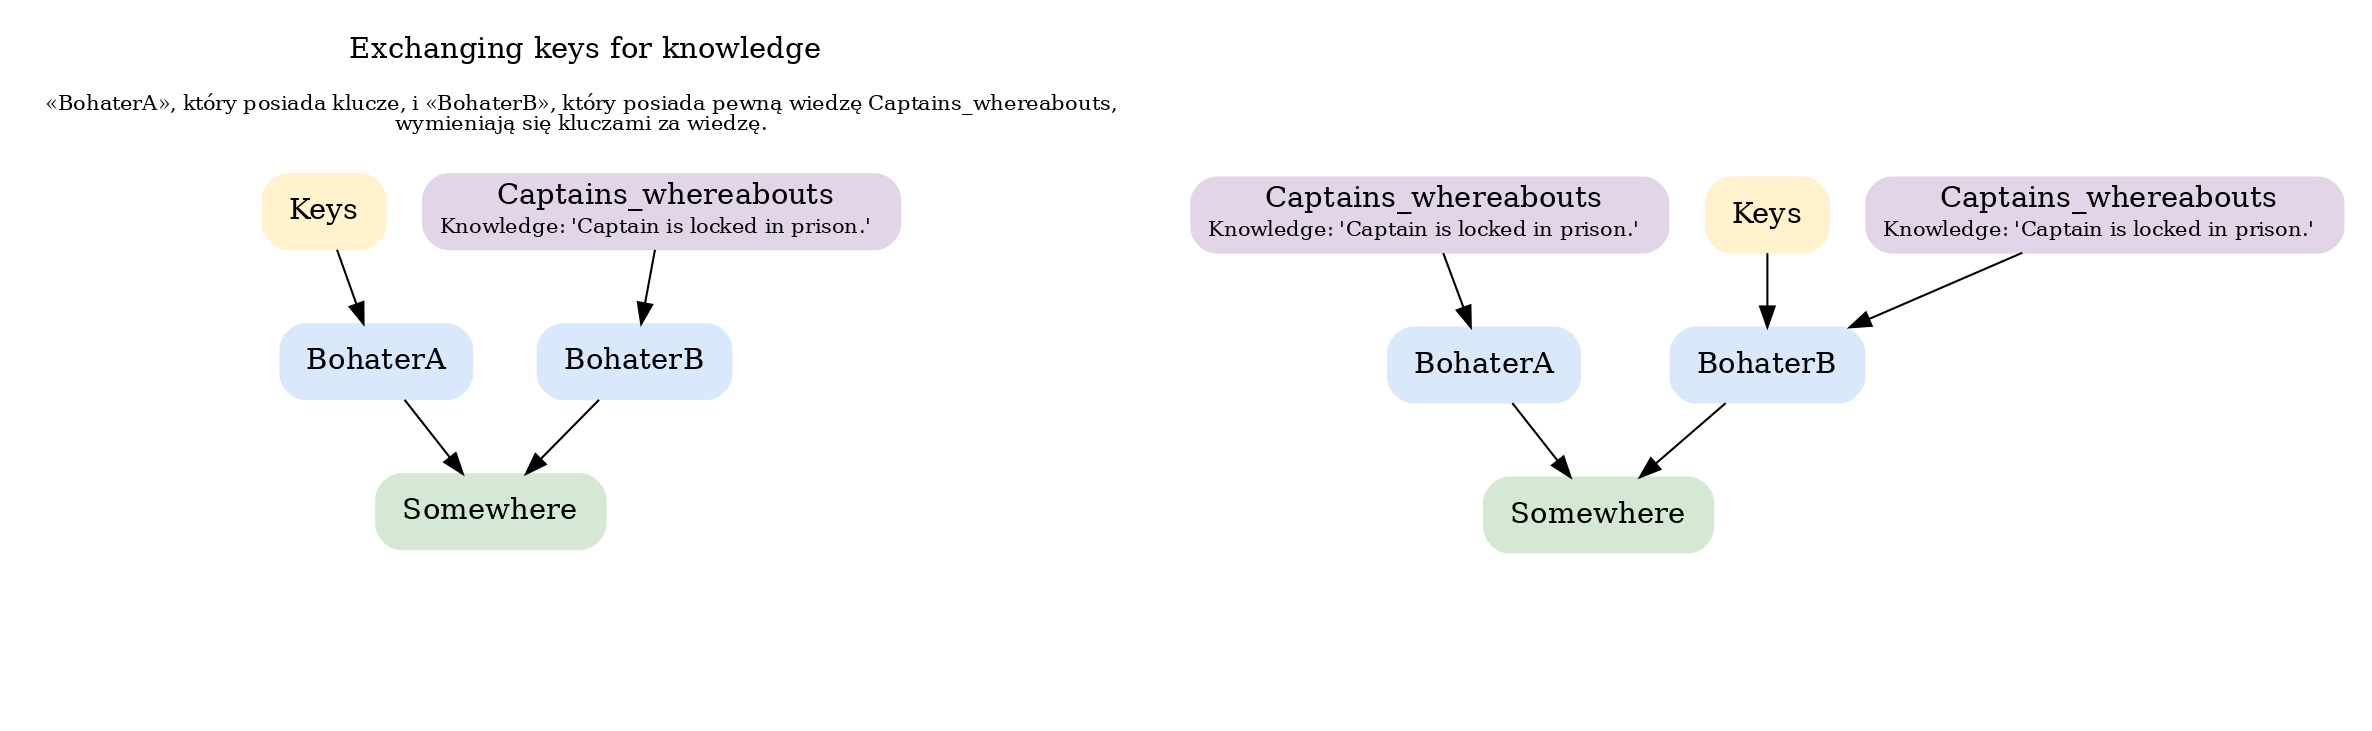 Exchanging keys for knowledge
«BohaterA», który posiada klucze, i «BohaterB», który posiada pewną wiedzę Captains_whereabouts,
wymieniają się kluczami za wiedzę.
Keys
Captains_whereabouts
Knowledge: 'Captain is locked in prison.'
BohaterA
BohaterB
Somewhere
Captains_whereabouts
Knowledge: 'Captain is locked in prison.'
Keys
Captains_whereabouts
Knowledge: 'Captain is locked in prison.'
BohaterA
BohaterB
Somewhere